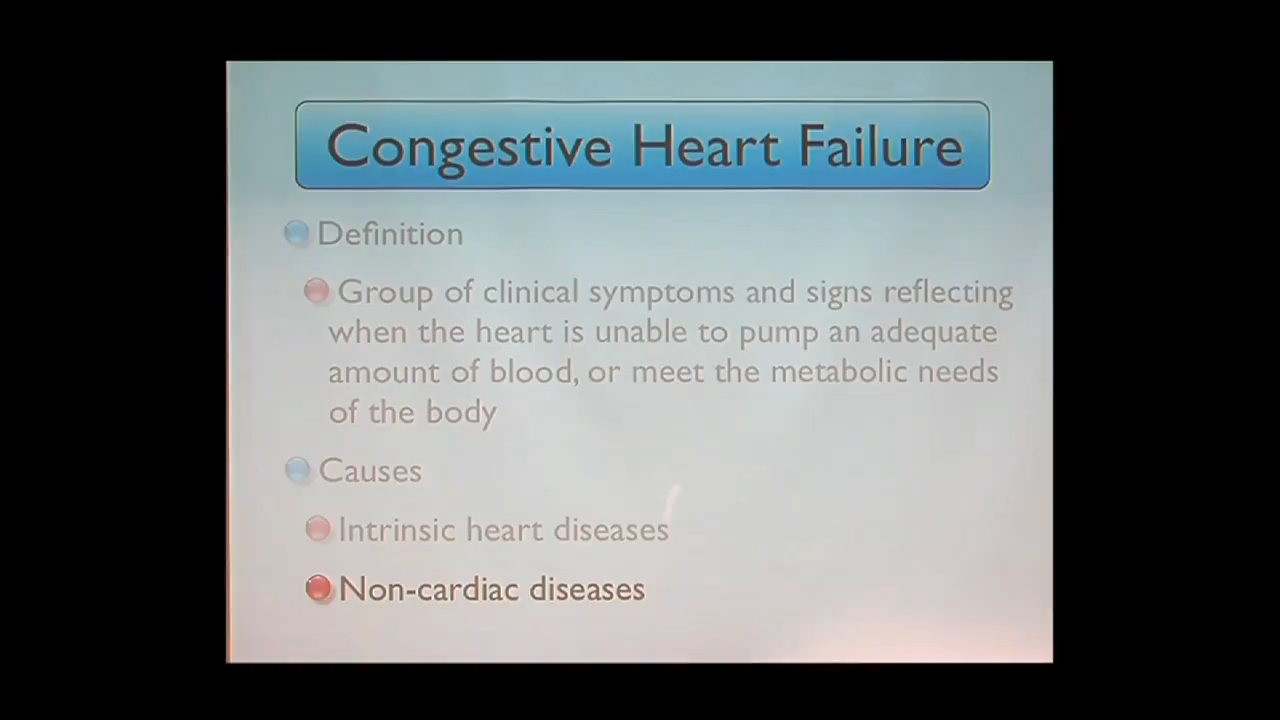 Congestive Heart Failure
Definition
Group of clinical symptoms and signs reflecting
when the heart is unable to pump an adequate
amount of blood, or meet the metabolic needs
of the body
Causes
Intrinsic heart diseases
Non-cardiac diseases